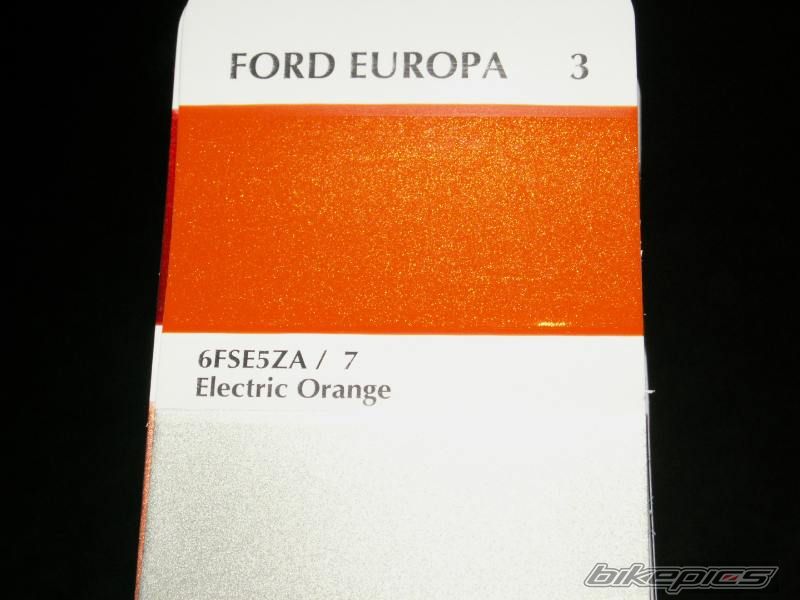 FORD EUROPA 3
6FSE5ZA / 7
Electric Orange
bikepics